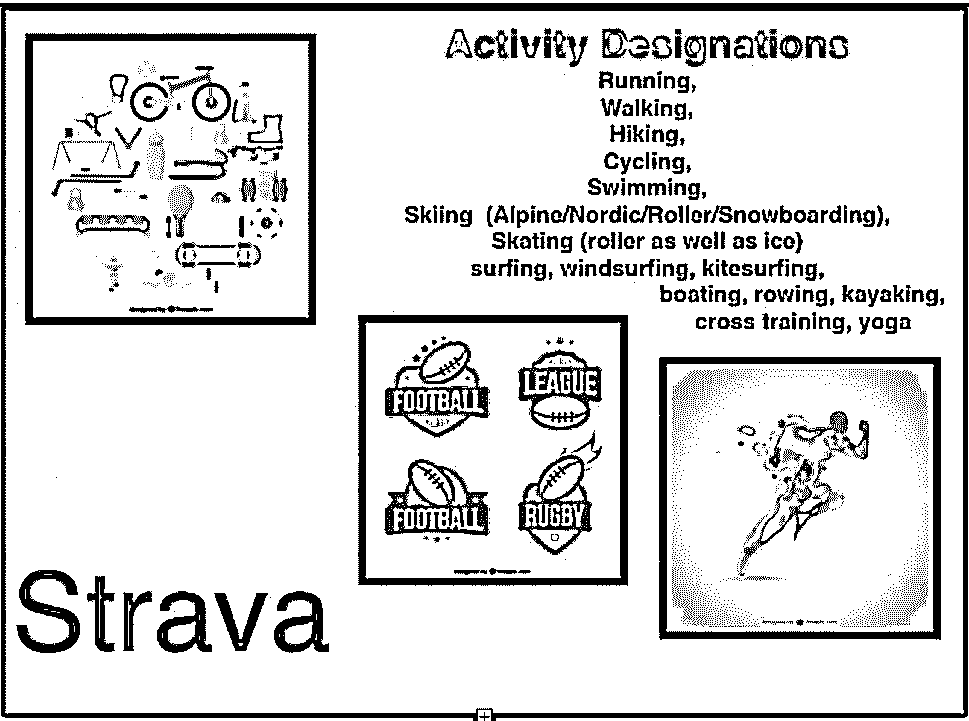 Activity Designations
Running,
Walking,
Hiking,
Cycling,
Swimming,
Skiing (Alpine/Nordic/Roller/Snowboarding),
Skating (roller as well as ice)
surfing, windsurfing, kitesurfing,
boating, rowing, kayaking,
cross training, yoga
FOOTBALL
LEAGUE
FOOTBALL
RUGBY
Strava